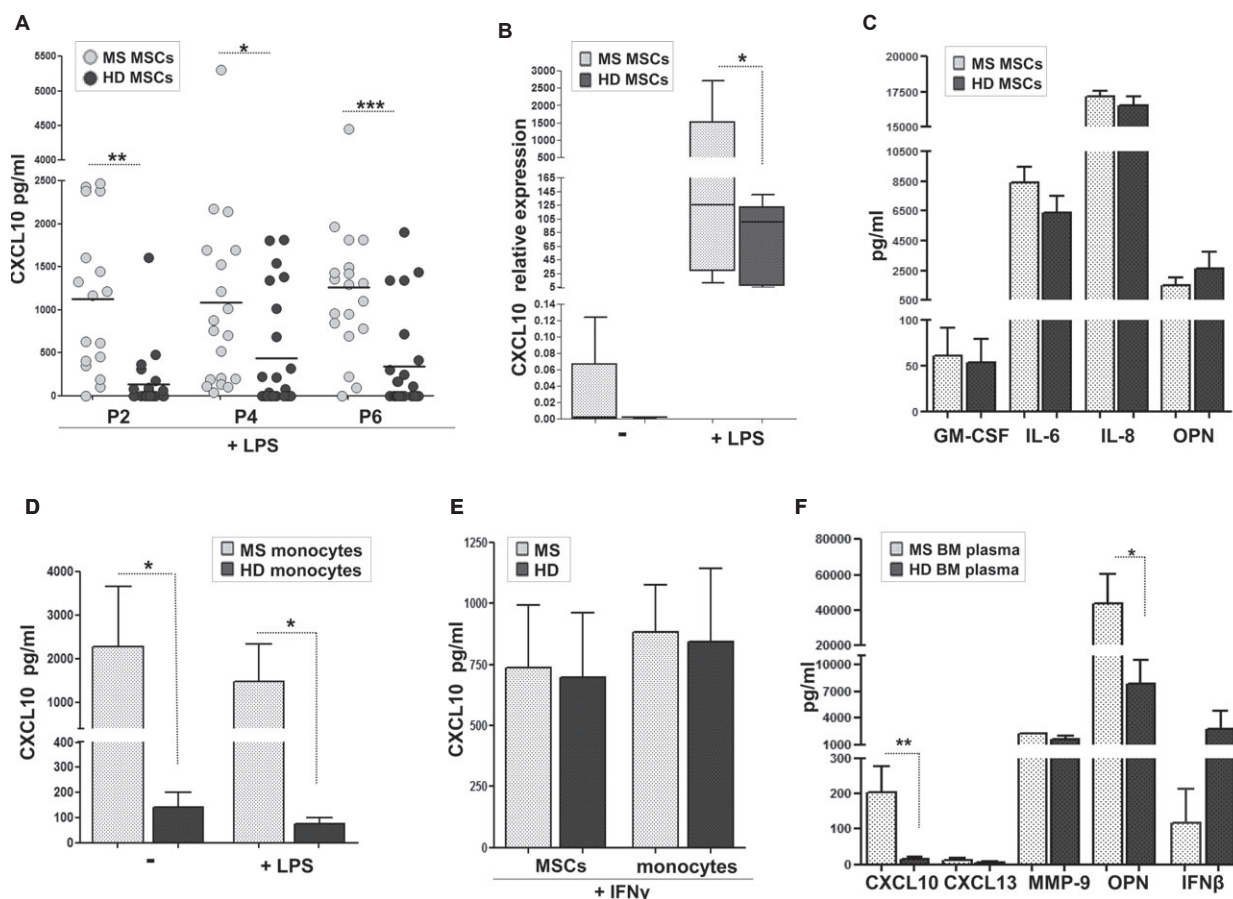 A
MS MSCs
HD MSCs
CXCL10 pg/ml
5500
5000
4500
4000
2500
2000
1500
1000
500
0
**
*
***
P2 P4 P6
+ LPS
B
MS MSCs
HD MSCs
CXCL10 relative expression
3000
2500
2000
1500
1000
500
165
145
125
105
85
65
45
25
5
0.14
0.12
0.10
0.08
0.06
0.04
0.02
0.00
*
- + LPS
C
MS MSCs
HD MSCs
pg/ml
20000
17500
15000
10500
8500
6500
4500
2500
500
100
50
0
GM-CSF IL-6 IL-8 OPN
D
MS monocytes
HD monocytes
CXCL10 pg/ml
4000
3000
2000
1000
400
300
200
100
0
*
*
- + LPS
E
MS
HD
CXCL10 pg/ml
1250
1000
750
500
250
0
MSCs monocytes
+ IFNγ
F
MS BM plasma
HD BM plasma
pg/ml
80000
60000
40000
20000
10000
7000
4000
1000
200
100
0
**
*
CXCL10 CXCL13 MMP-9 OPN IFNβ